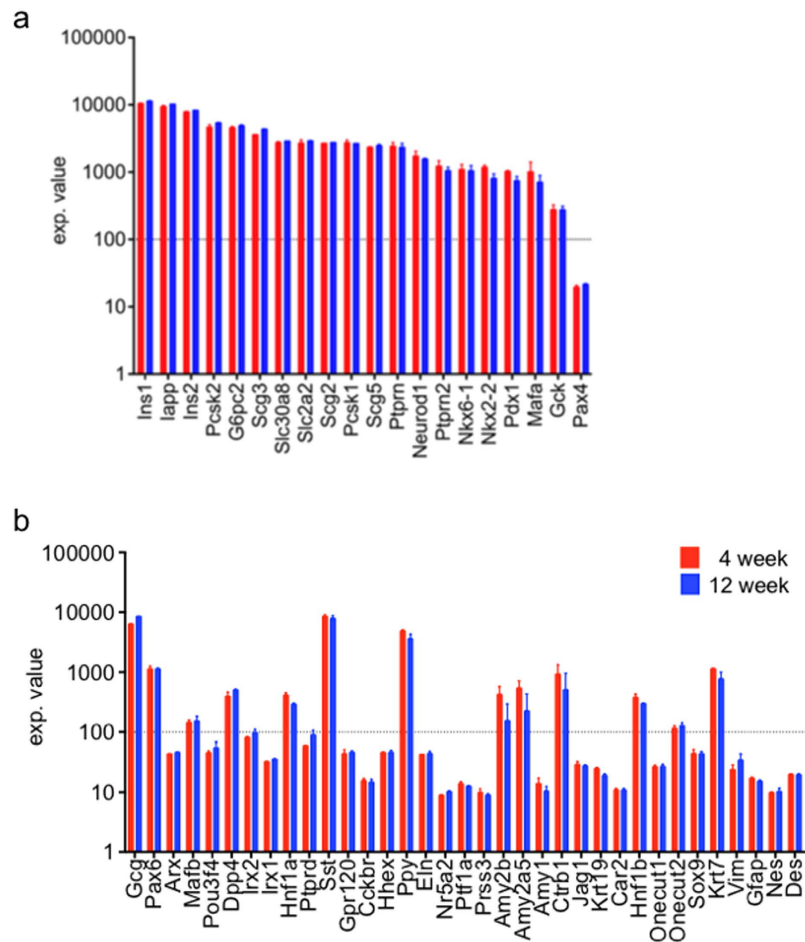 a
100000
10000
1000
100
10
1
exp. value
Ins1
Iapp
Ins2
Pcsk2
G6pc2
Scg3
Slc30a8
Slc2a2
Scg2
Pcsk1
Scg5
Ptprn
Neurod1
Ptprn2
Nkx6-1
Nkx2-2
Pdx1
Mafa
Gck
Pax4
b
100000
10000
1000
100
10
1
exp. value
4 week
12 week
Gcg
Pax6
Arx
Mafb
Pou3f4
Dpp4
Irx2
Irx1
Hnf1a
Ptprd
Sst
Gpr120
Cckbr
Hhex
Ppy
Eln
Nr5a2
Ptf1a
Prss3
Amy2b
Amy2a5
Amy1
Ctrb1
Jag1
Krt19
Car2
Hnf1b
Onecut1
Onecut2
Sox9
Krt7
Vim
Gfap
Nes
Des